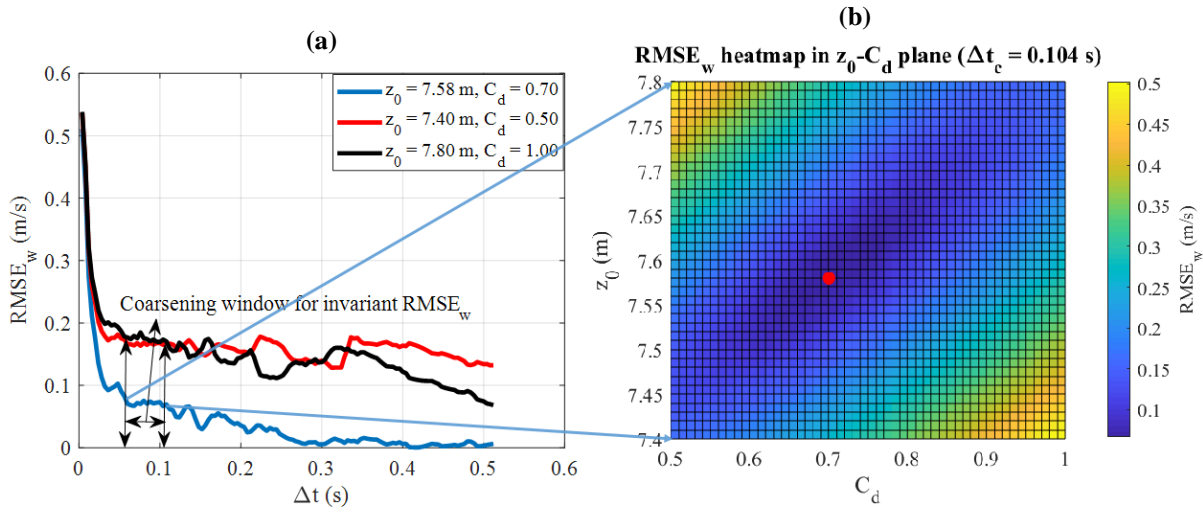 (a)
0.6
0.5
0.4
0.3
0.2
0.1
0
RMSE_w (m/s)
z_0 = 7.58 m, C_d = 0.70
z_0 = 7.40 m, C_d = 0.50
z_0 = 7.80 m, C_d = 1.00
Coarsening window for invariant RMSE_w
0 0.1 0.2 0.3 0.4 0.5 0.6
Δt (s)
(b)
RMSE_w heatmap in z_0-C_d plane (Δt_c = 0.104 s)
7.8
7.75
7.7
7.65
7.6
7.55
7.5
7.45
7.4
z_0 (m)
0.5 0.6 0.7 0.8 0.9 1
C_d
0.5
0.45
0.4
0.35
0.3
0.25
0.2
0.15
0.1
RMSE_w (m/s)